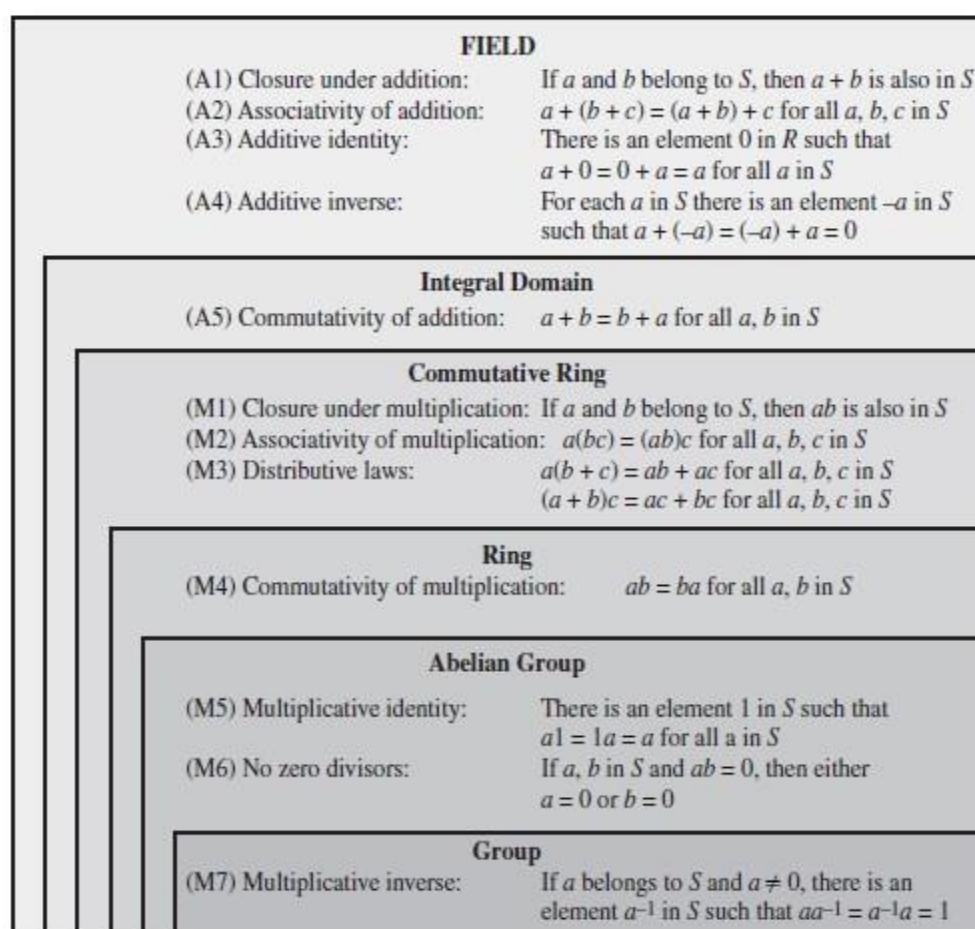 FIELD
(A1) Closure under addition: If a and b belong to S, then a + b is also in S
(A2) Associativity of addition: a + (b + c) = (a + b) + c for all a, b, c in S
(A3) Additive identity: There is an element 0 in R such that
a + 0 = 0 + a = a for all a in S
(A4) Additive inverse: For each a in S there is an element –a in S
such that a + (–a) = (–a) + a = 0
Integral Domain
(A5) Commutativity of addition: a + b = b + a for all a, b in S
Commutative Ring
(M1) Closure under multiplication: If a and b belong to S, then ab is also in S
(M2) Associativity of multiplication: a(bc) = (ab)c for all a, b, c in S
(M3) Distributive laws: a(b + c) = ab + ac for all a, b, c in S
(a + b)c = ac + bc for all a, b, c in S
Ring
(M4) Commutativity of multiplication: ab = ba for all a, b in S
Abelian Group
(M5) Multiplicative identity: There is an element 1 in S such that
a1 = 1a = a for all a in S
(M6) No zero divisors: If a, b in S and ab = 0, then either
a = 0 or b = 0
Group
(M7) Multiplicative inverse: If a belongs to S and a ≠ 0, there is an
element a⁻¹ in S such that aa⁻¹ = a⁻¹a = 1